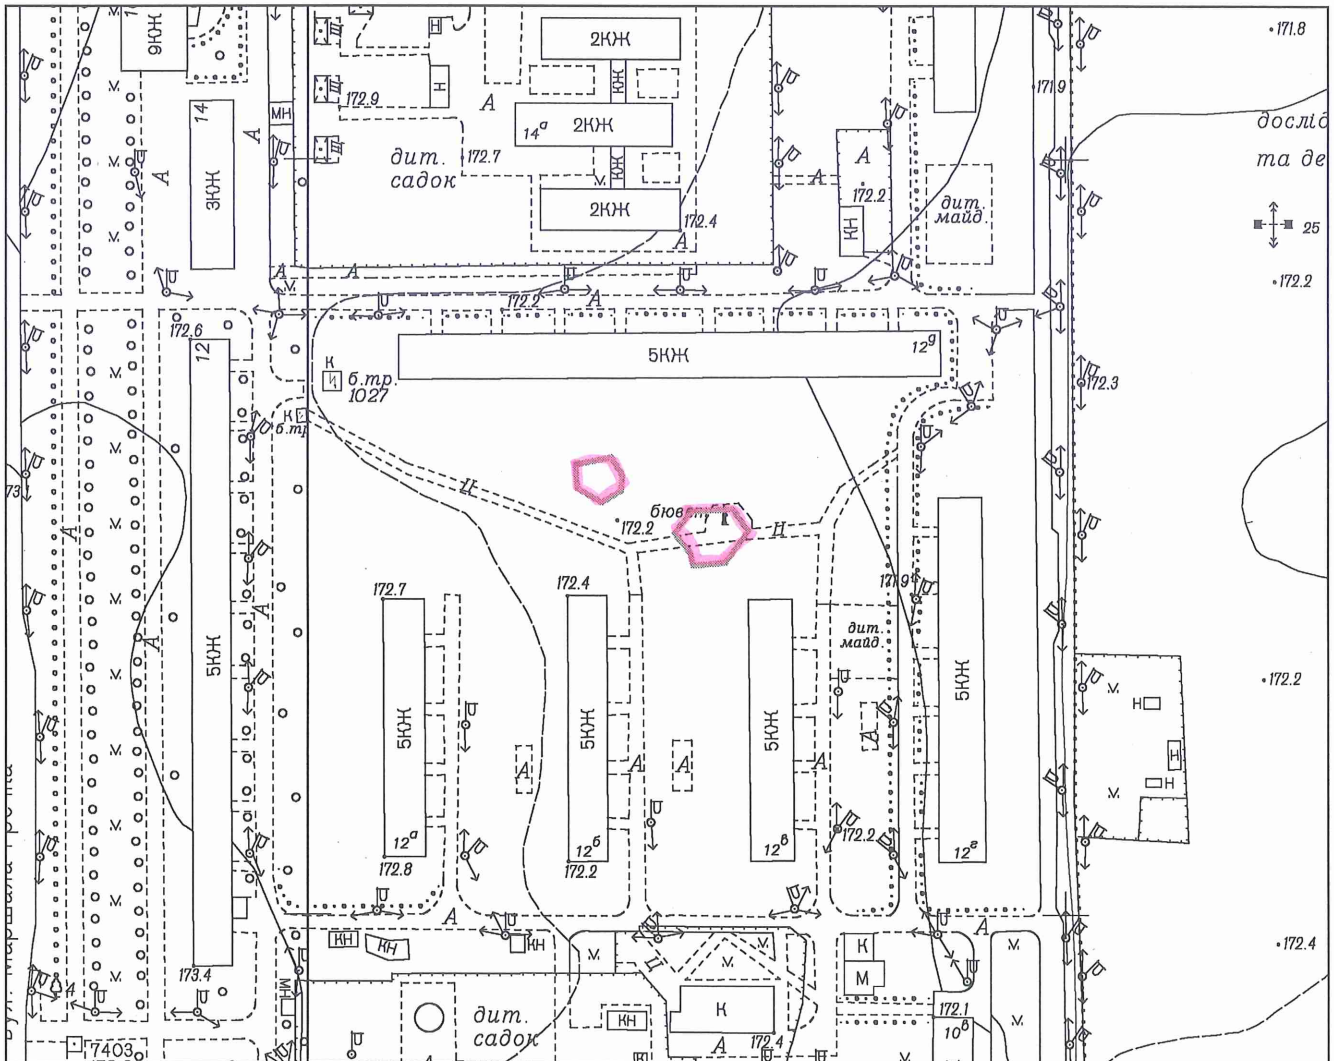 9КЖ
14
3КЖ
А
А
МН
Ш
Ш
Ш
Н
Н
172.9
дит.
садок
172.7
А
2КЖ
КЖ
14а
2КЖ
КЖ
2КЖ
172.4
А
А
А
172.2
КН
дит.
майд.
171.9
171.8
дослід
та де
25
172.2
172.3
А
А
172.2
А
172.6
12
К
И
б.тр.
1027
К
б.тр
5КЖ
12д
73
А
Ц
172.2
бювет
Н
172.7
172.4
171.9
дит.
майд.
А
А
5КЖ
5КЖ
12а
172.8
5КЖ
12б
172.2
А
А
А
5КЖ
12в
А
А
172.2
5КЖ
12г
172.2
Н
Н
Н
А
А
173.4
КН
КН
КН
МН
Ц
К
М
К
КН
172.4
А
172.1
10в
172.4
дит.
садок
7403